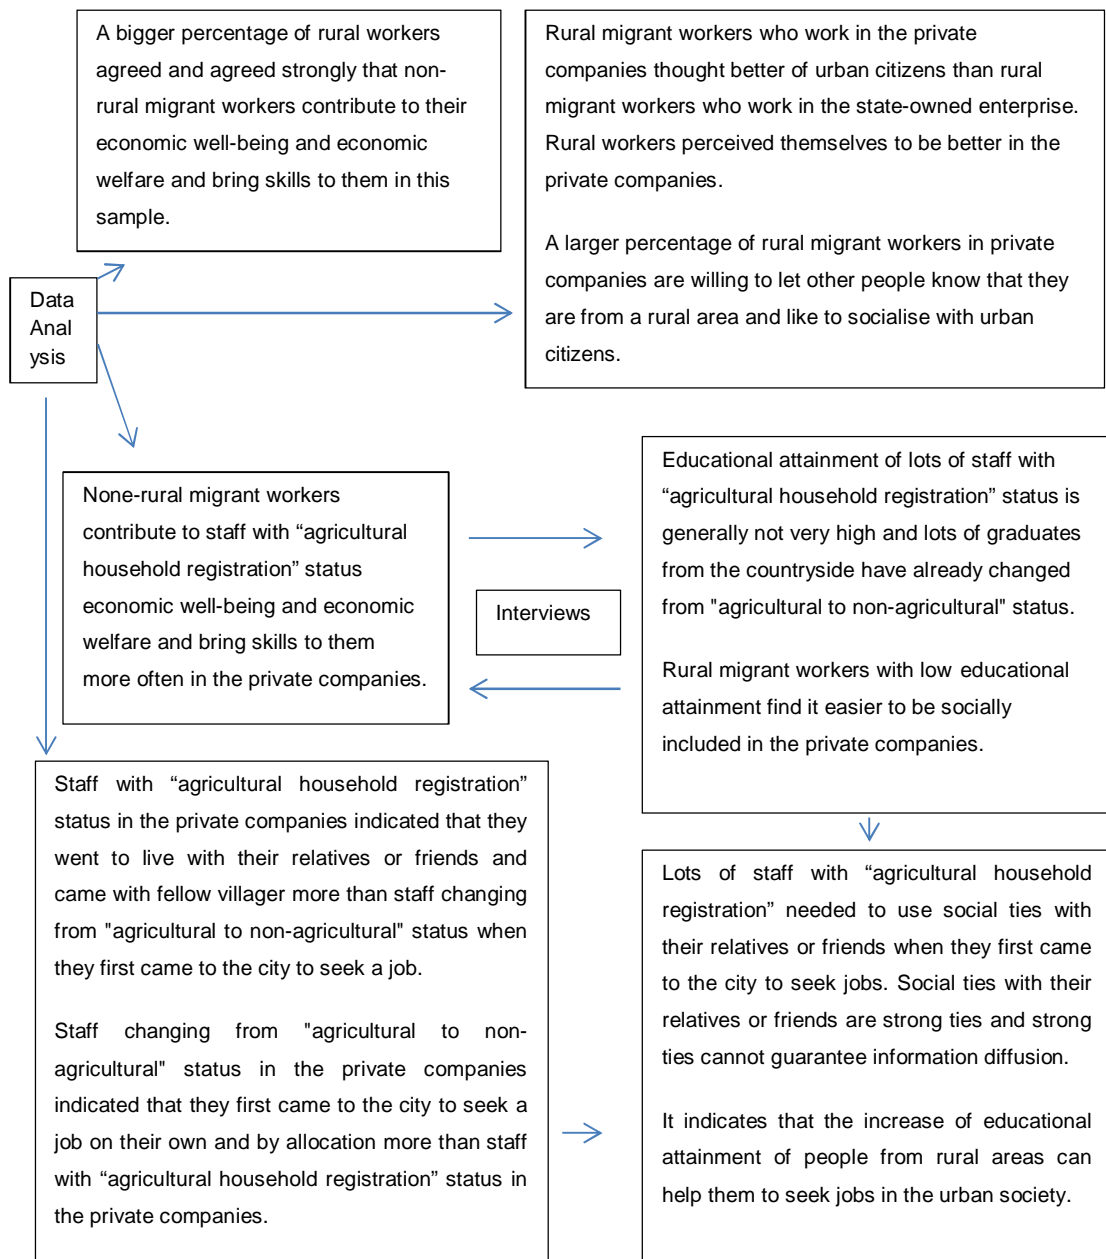 A bigger percentage of rural workers
agreed and agreed strongly that non-
rural migrant workers contribute to their
economic well-being and economic
welfare and bring skills to them in this
sample.
Rural migrant workers who work in the private
companies thought better of urban citizens than rural
migrant workers who work in the state-owned enterprise.
Rural workers perceived themselves to be better in the
private companies.
A larger percentage of rural migrant workers in private
companies are willing to let other people know that they
are from a rural area and like to socialise with urban
citizens.
Data
Anal
ysis
None-rural migrant workers
contribute to staff with “agricultural
household registration” status
economic well-being and economic
welfare and bring skills to them
more often in the private companies.
Interviews
Educational attainment of lots of staff with
“agricultural household registration” status is
generally not very high and lots of graduates
from the countryside have already changed
from "agricultural to non-agricultural" status.
Rural migrant workers with low educational
attainment find it easier to be socially
included in the private companies.
Staff with “agricultural household registration”
status in the private companies indicated that they
went to live with their relatives or friends and
came with fellow villager more than staff changing
from "agricultural to non-agricultural" status when
they first came to the city to seek a job.
Staff changing from "agricultural to non-
agricultural" status in the private companies
indicated that they first came to the city to seek a
job on their own and by allocation more than staff
with “agricultural household registration” status in
the private companies.
Lots of staff with “agricultural household
registration” needed to use social ties with
their relatives or friends when they first came
to the city to seek jobs. Social ties with their
relatives or friends are strong ties and strong
ties cannot guarantee information diffusion.
It indicates that the increase of educational
attainment of people from rural areas can
help them to seek jobs in the urban society.